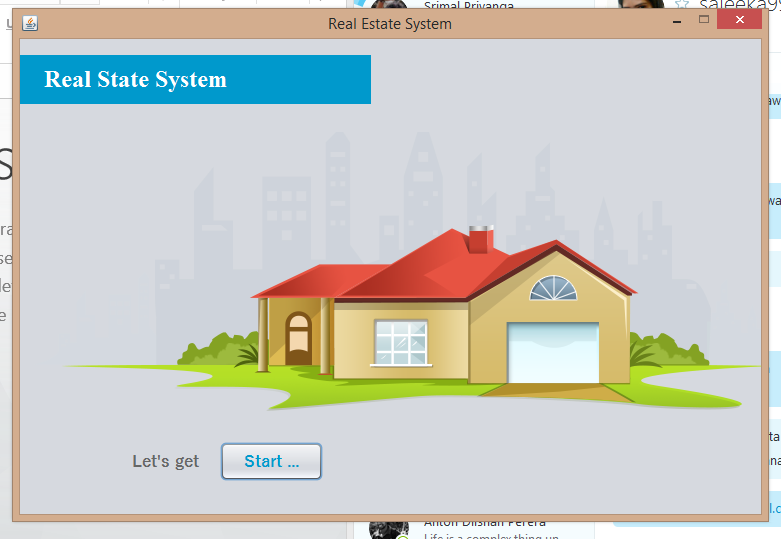 Srimal Priyanga
saleeka99
Real Estate System
Real State System
Let's get
Start ...
Anton Dilshan Perera
Life is a complex thing un